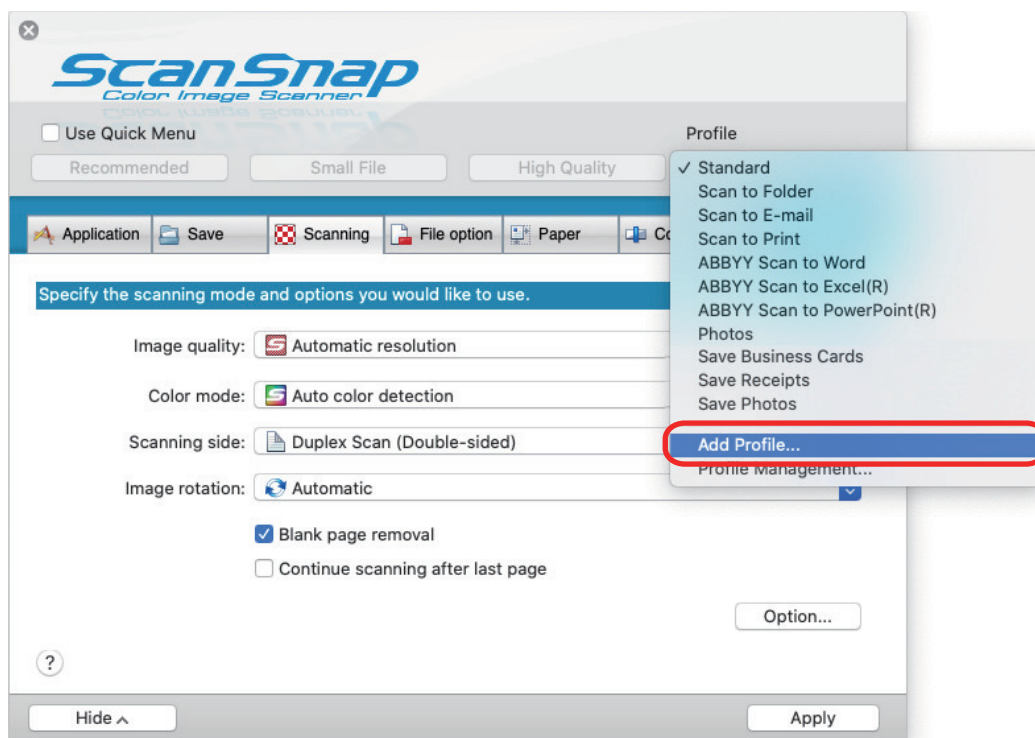 ScanSnap
Color Image Scanner
Use Quick Menu
Profile
Recommended
Small File
High Quality
✓ Standard
Scan to Folder
Scan to E-mail
Scan to Print
ABBYY Scan to Word
ABBYY Scan to Excel(R)
ABBYY Scan to PowerPoint(R)
Photos
Save Business Cards
Save Receipts
Save Photos
Add Profile...
Profile Management...
Application
Save
Scanning
File option
Paper
Specify the scanning mode and options you would like to use.
Image quality: Automatic resolution
Color mode: Auto color detection
Scanning side: Duplex Scan (Double-sided)
Image rotation: Automatic
Blank page removal
Continue scanning after last page
Option...
?
Hide
Apply